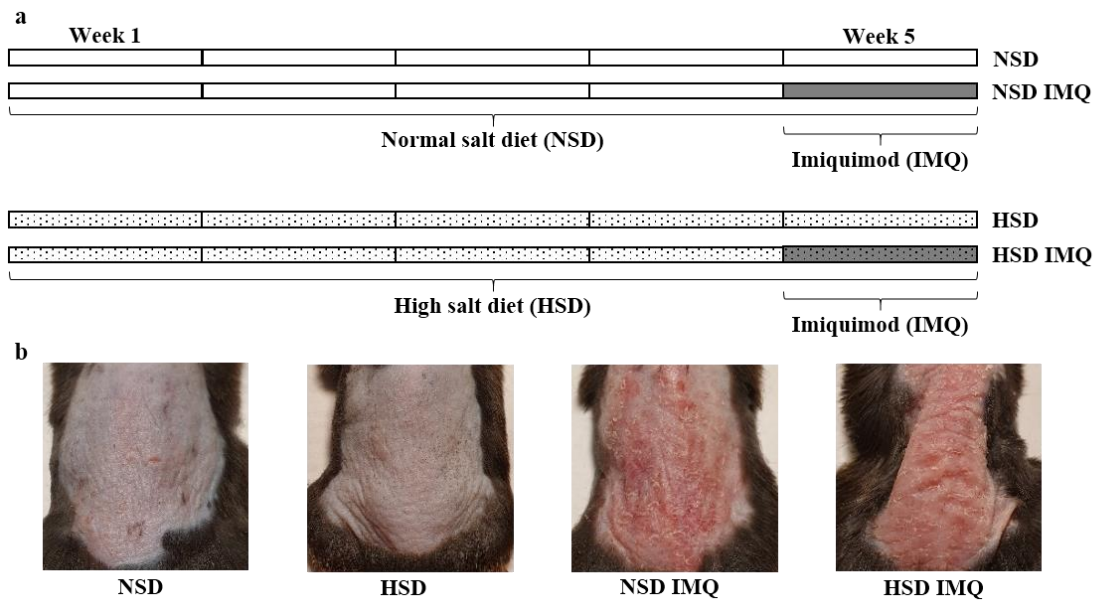 a
Week 1 Week 5
NSD
NSD IMQ
Normal salt diet (NSD)
Imiquimod (IMQ)
HSD
HSD IMQ
High salt diet (HSD)
Imiquimod (IMQ)
b
NSD HSD NSD IMQ HSD IMQ